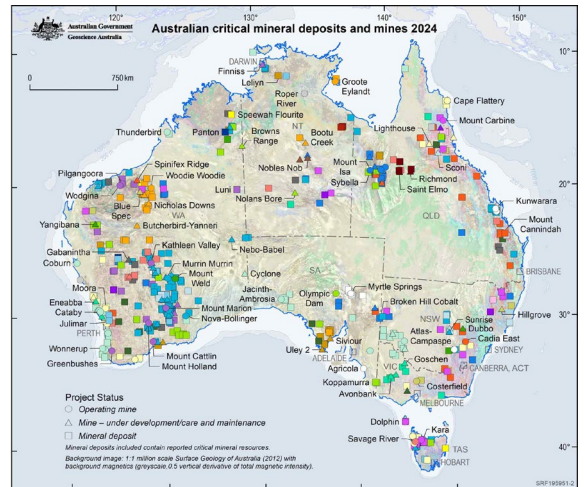 Australian Government
Geoscience Australia
Australian critical mineral deposits and mines 2024
120°
130°
140°
150°
0
750 km
DARWIN
Finniss
Groote
Eylandt
Roper
River
Cape Flattery
Speewah Flourite
NT
Thunderbird
Panton
Browns
Range
Bootu
Creek
Lighthouse
Mount Carbine
Spinifex Ridge
Nobles Nob
Mount
Isa
Sconi
Pilgangoora
Woodie Woodie
Sybella
Richmond
20°
Wodgina
Luni
Saint Elmo
Kunwarara
Blue
Spec
Nicholas Downs
Nolans Bore
Mount
Cannindah
WA
QLD
Yangibana
Butcherbird-Yanneri
Gabanintha
Kathleen Valley
Nebo-Babel
Coburn
Murrin Murrin
Cyclone
SA
BRISBANE
Mount
Weld
Jacinth-
Ambrosia
Olympic
Dam
Myrtle Springs
Moora
Broken Hill Cobalt
Eneabba
Mount Marion
NSW
Hillgrove
Cataby
Nova-Bollinger
Sunrise
30°
Julimar
Atlas-
Campaspe
Dubbo
PERTH
Cadia East
Wonnerup
Mount Cattlin
Uley 2
Siviour
Goschen
SYDNEY
Greenbushes
Mount Holland
ADELAIDE
Agricola
VIC
CANBERRA, ACT
Koppamurra
Costerfield
Avonbank
MELBOURNE
Project Status
Operating mine
Mine – under development/care and maintenance
Mineral deposit
Mineral deposits included contain reported critical mineral resources.
Background image: 1:1 million scale Surface Geology of Australia (2012) with
background magnetics (greyscale,0.5 vertical derivative of total magnetic intensity).
Dolphin
Kara
Savage River
TAS
40°
HOBART
SRF195951-2